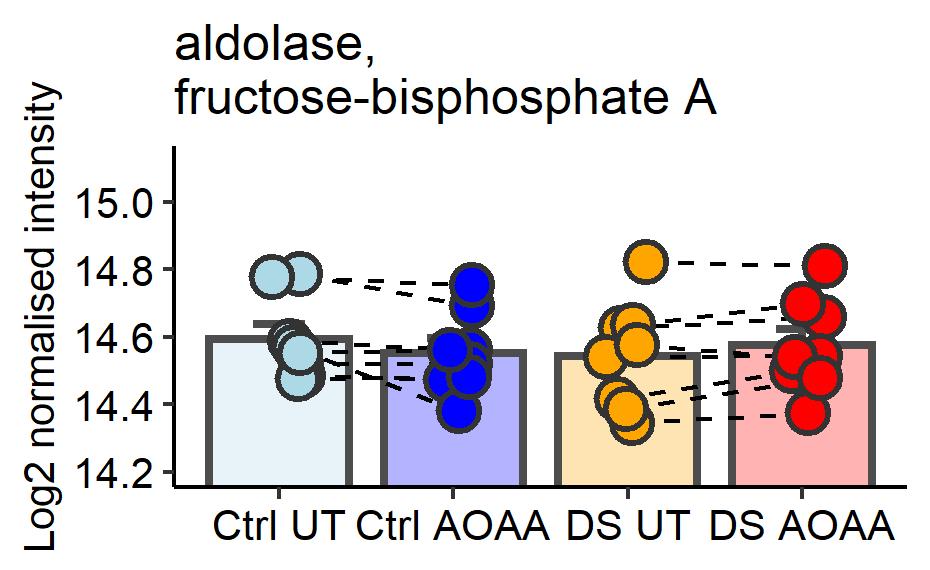 aldolase,
fructose-bisphosphate A
Log2 normalised intensity
15.0
14.8
14.6
14.4
14.2
Ctrl UT Ctrl AOAA DS UT DS AOAA